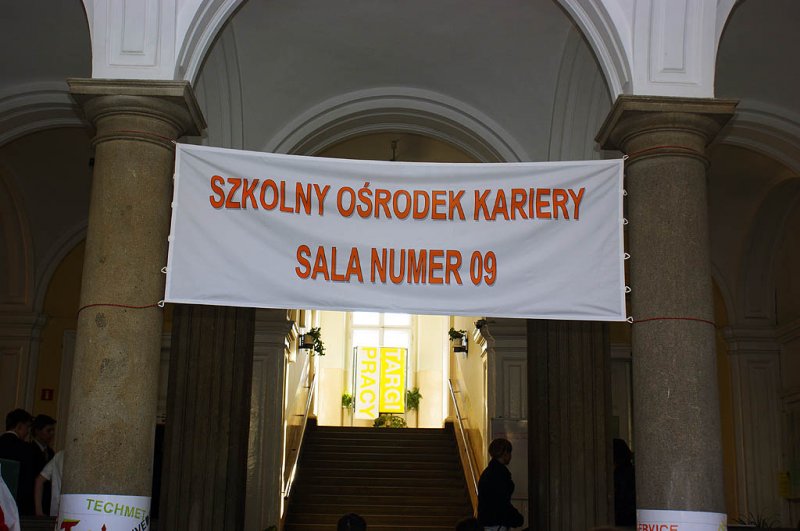 SZKOLNY OŚRODEK KARIERY
SALA NUMER 09
TARGI
PRACY
TECHMET